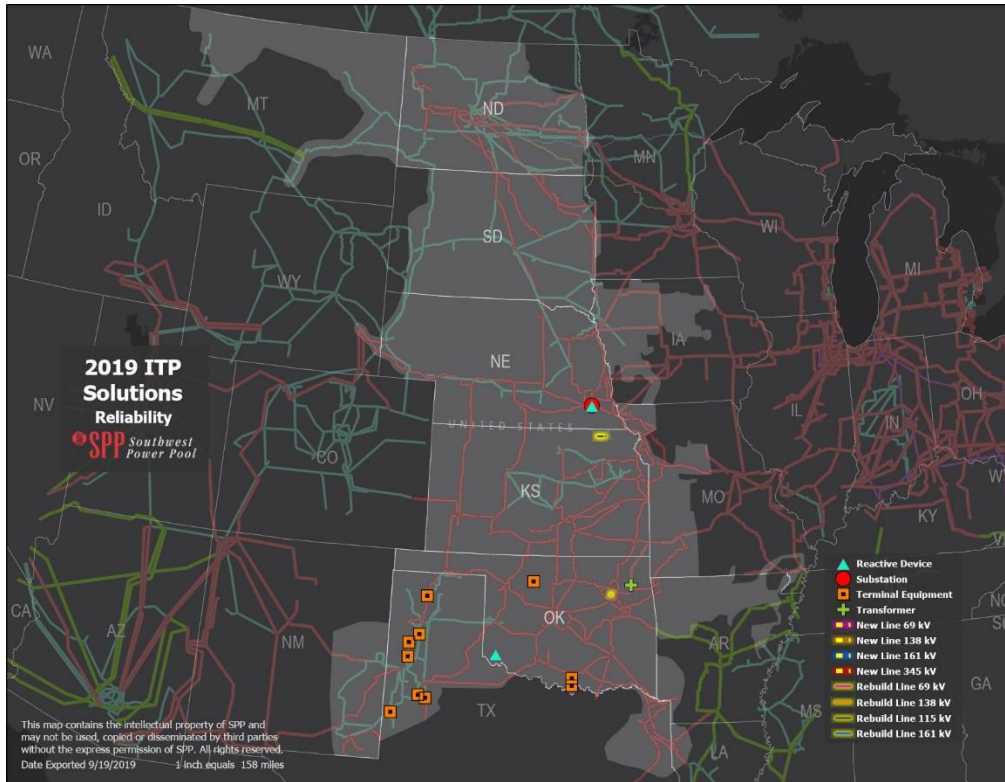 WA
MT
ND
MN
OR
ID
SD
WI
MI
WY
NE
IA
2019 ITP
Solutions
Reliability
SPP Southwest
Power Pool
NV
UNITED STATES
IL
IN
OH
CO
KS
MO
KY
CA
AZ
NM
OK
AR
TX
MS
LA
GA
Reactive Device
Substation
Terminal Equipment
Transformer
New Line 69 kV
New Line 138 kV
New Line 161 kV
New Line 345 kV
Rebuild Line 69 kV
Rebuild Line 138 kV
Rebuild Line 115 kV
Rebuild Line 161 kV
This map contains the intellectual property of SPP and
may not be used, copied or disseminated by third parties
without the express permission of SPP. All rights reserved.
Date Exported 9/19/2019 1 inch equals 158 miles